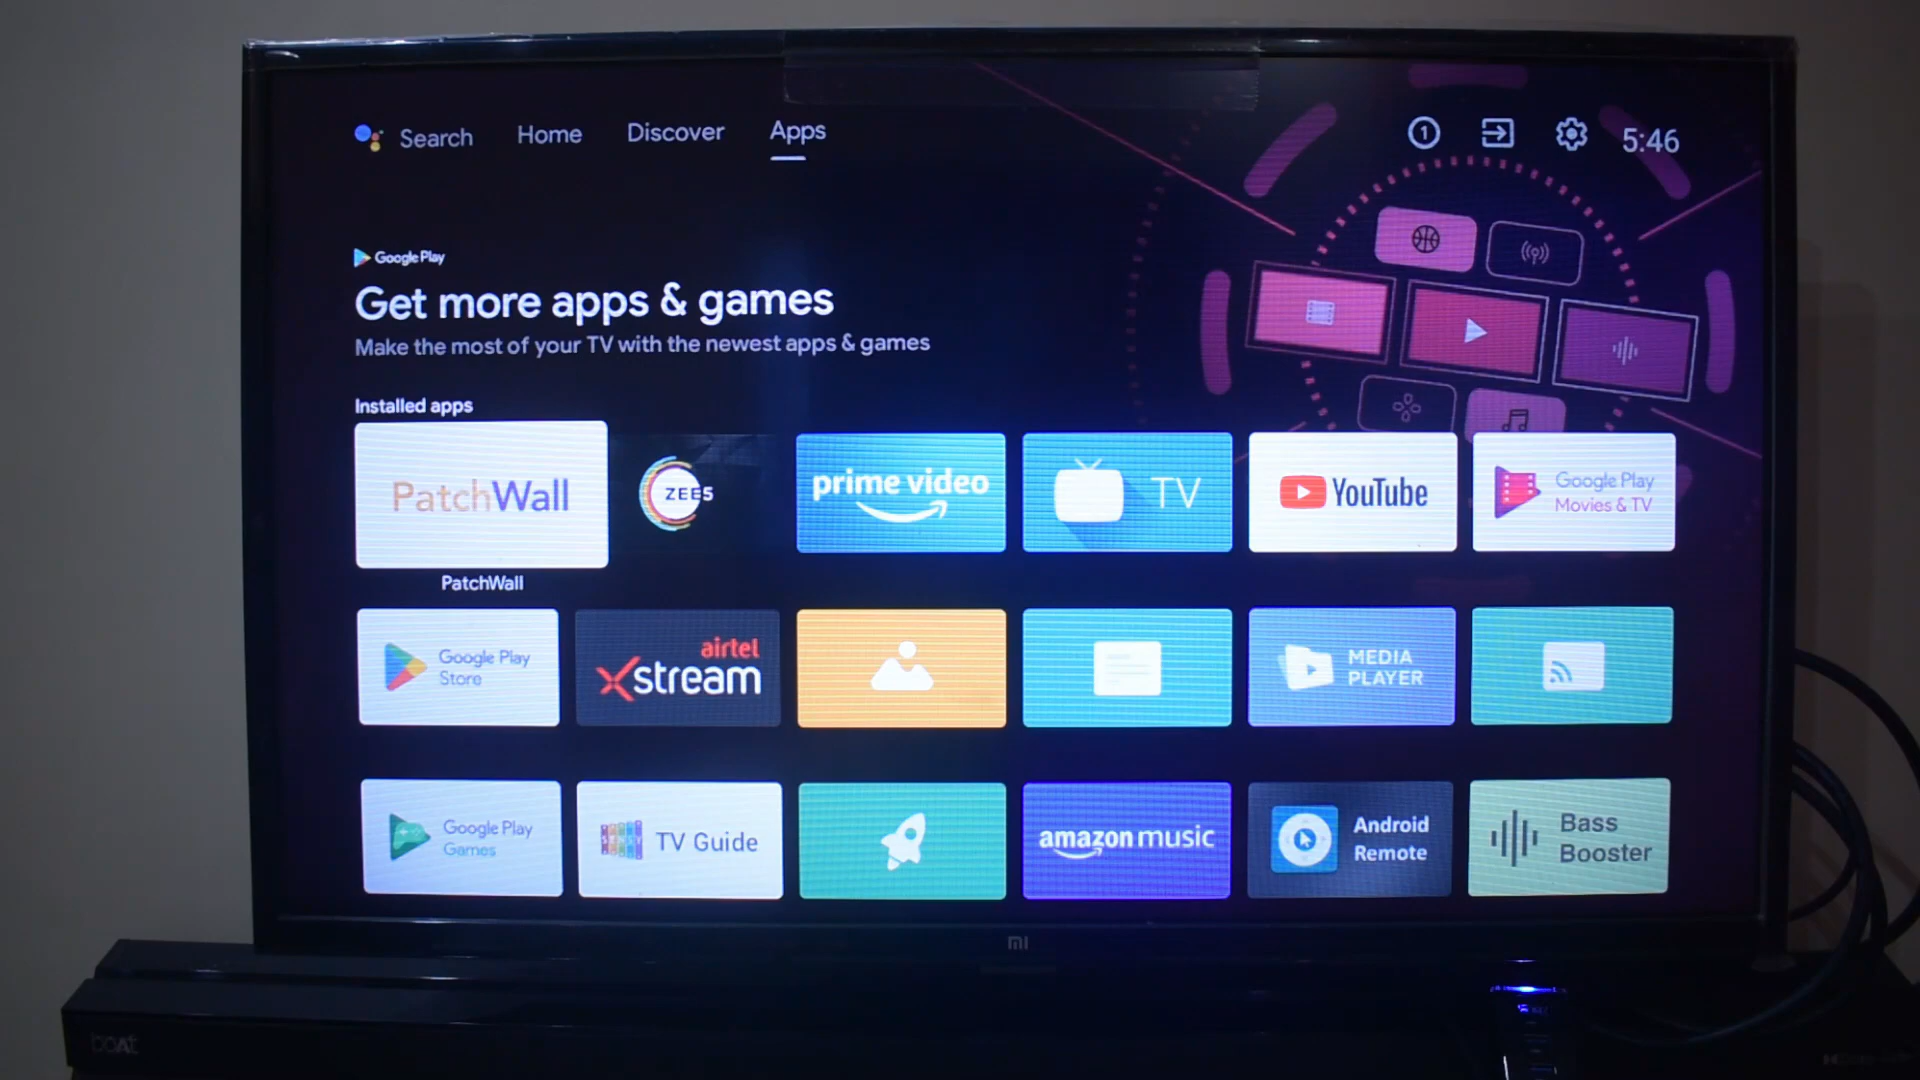 Search Home Discover Apps
1
5:46
Google Play
Get more apps & games
Make the most of your TV with the newest apps & games
Installed apps
PatchWall
ZEE5
prime video
TV
YouTube
Google Play
Movies & TV
PatchWall
Google Play
Store
airtel
Xstream
MEDIA
PLAYER
Google Play
Games
TV Guide
amazon music
Android
Remote
Bass
Booster
mi
boAt